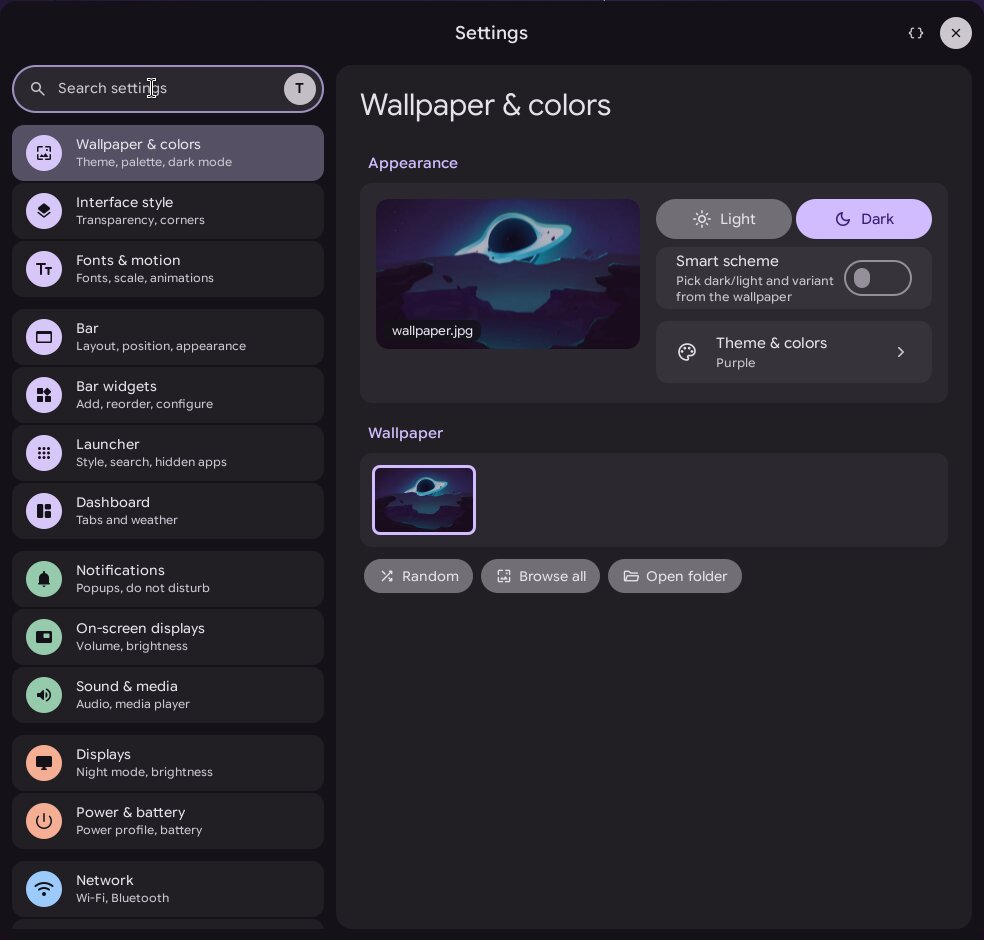 Settings
Search settings
T
Wallpaper & colors
Theme, palette, dark mode
Interface style
Transparency, corners
Tt
Fonts & motion
Fonts, scale, animations
Bar
Layout, position, appearance
Bar widgets
Add, reorder, configure
Launcher
Style, search, hidden apps
Dashboard
Tabs and weather
Notifications
Popups, do not disturb
On-screen displays
Volume, brightness
Sound & media
Audio, media player
Displays
Night mode, brightness
Power & battery
Power profile, battery
Network
Wi-Fi, Bluetooth
Wallpaper & colors
Appearance
wallpaper.jpg
Light
Dark
Smart scheme
Pick dark/light and variant
from the wallpaper
Theme & colors
Purple
Wallpaper
Random
Browse all
Open folder